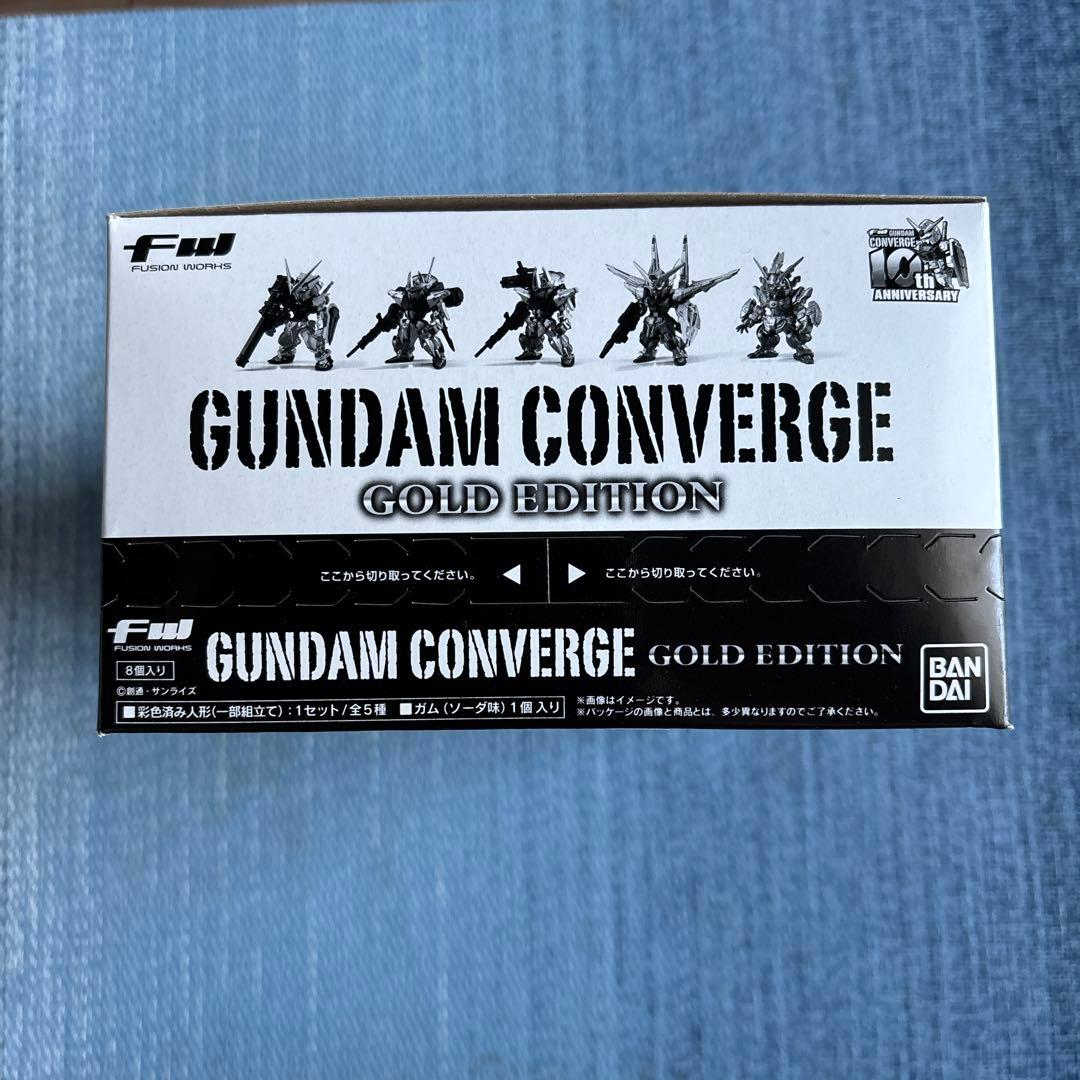 FW
FUSION WORKS
FW GUNDAM
CONVERGE
10th
ANNIVERSARY
GUNDAM CONVERGE
GOLD EDITION
ここから切り取ってください。 ◀ ▶ ここから切り取ってください。
FW
FUSION WORKS
GUNDAM CONVERGE GOLD EDITION
8個入り
©創通・サンライズ
■彩色済み人形(一部組立て):1セット/全5種 ■ガム(ソーダ味)1個入り
※画像はイメージです。
※パッケージの画像と商品とは、多少異なりますのでご了承ください。
BAN
DAI